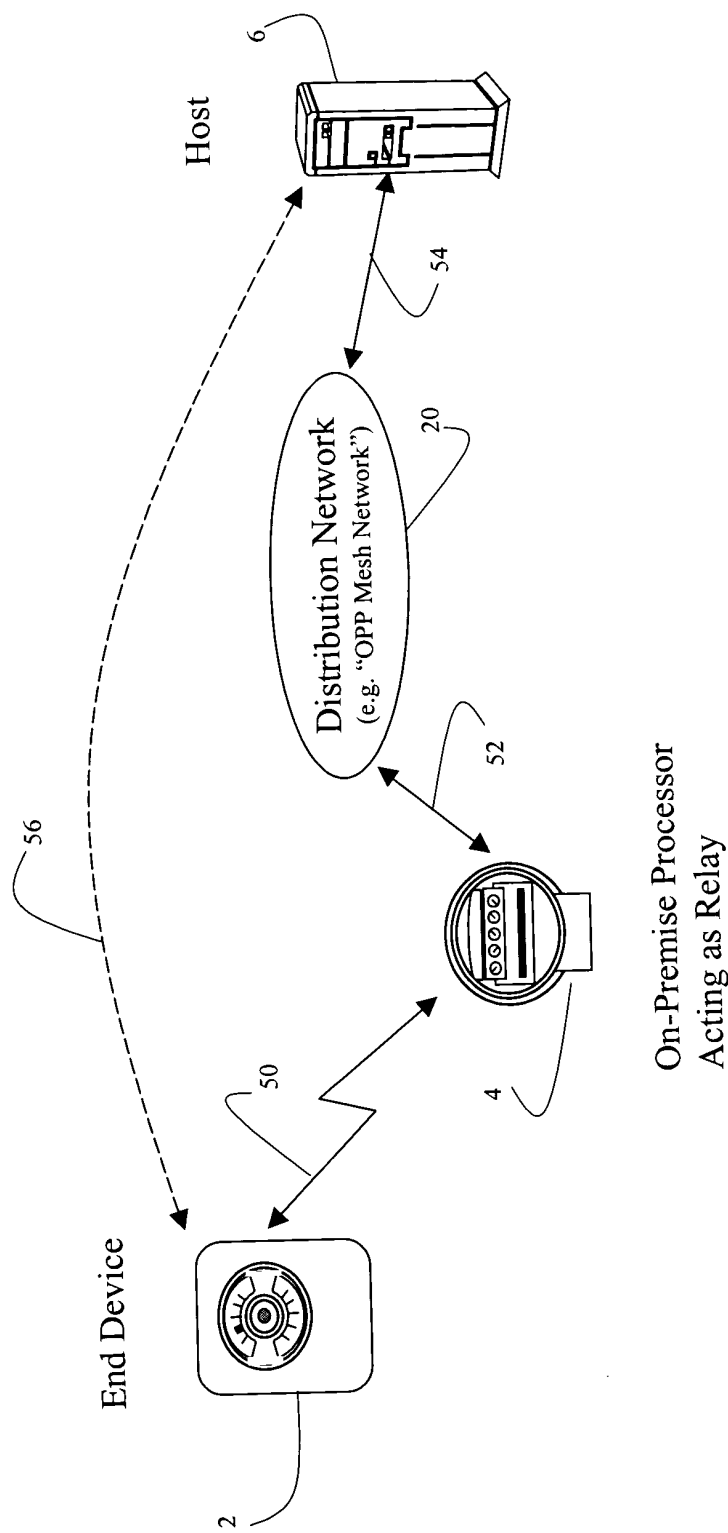 End Device
2
50
56
4
On-Premise Processor
Acting as Relay
52
Distribution Network
(e.g. “OPP Mesh Network”)
20
54
Host
6